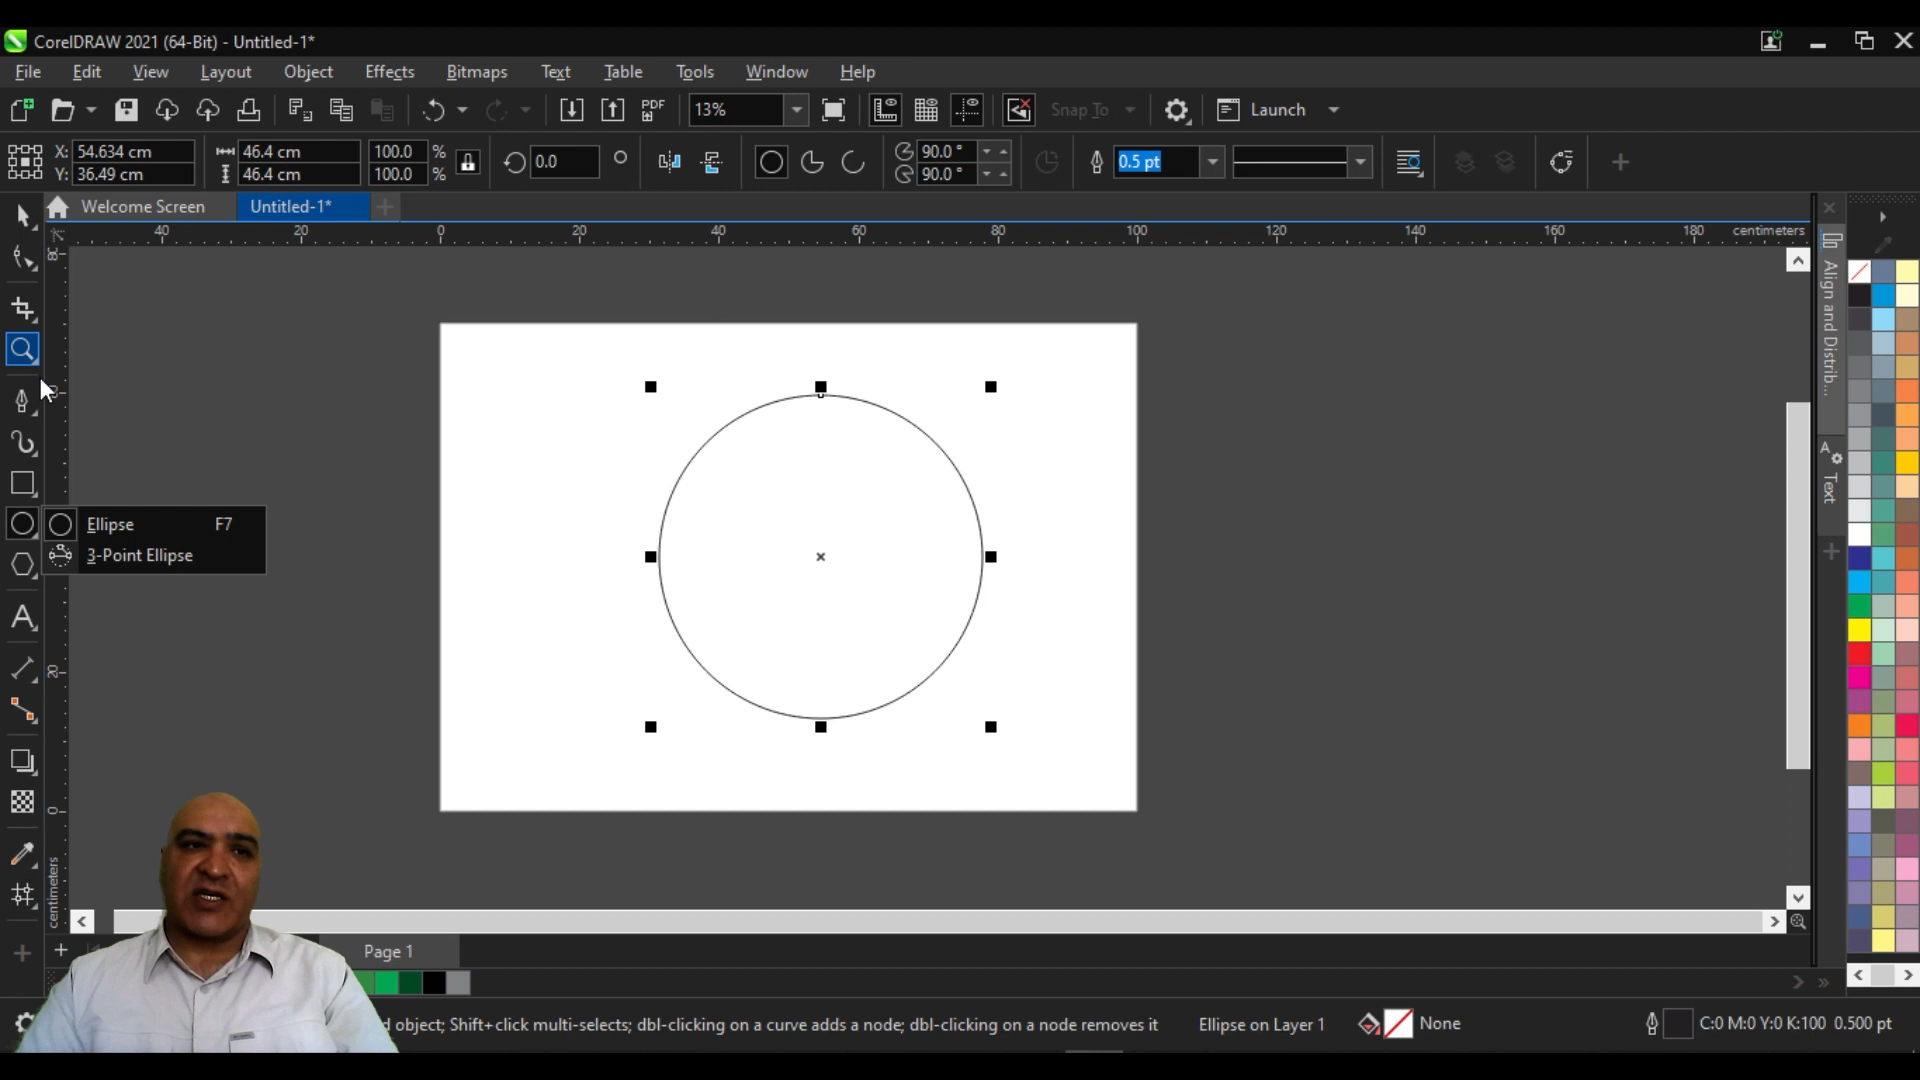 CorelDRAW 2021 (64-Bit) - Untitled-1*
File Edit View Layout Object Effects Bitmaps Text Table Tools Window Help
PDF 13% Snap To Launch
X: 54.634 cm 46.4 cm 100.0 % 0.0 90.0 ° 0.5 pt
Y: 36.49 cm 46.4 cm 100.0 % 90.0 °
Welcome Screen Untitled-1*
40 20 0 20 40 60 80 100 120 140 160 180 centimeters
Align and Distrib...
Text
Ellipse F7
3-Point Ellipse
20
0
centimeters
Page 1
object; Shift+click multi-selects; dbl-clicking on a curve adds a node; dbl-clicking on a node removes it Ellipse on Layer 1 None C:0 M:0 Y:0 K:100 0.500 pt